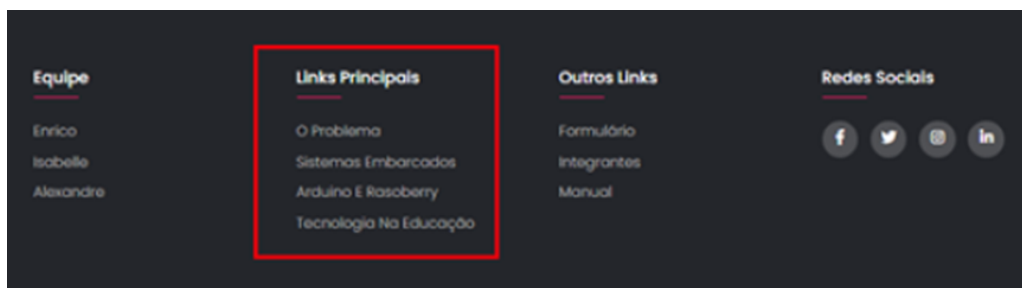 Equipe
Enrico
Isabelle
Alexandre
Links Principais
O Problema
Sistemas Embarcados
Arduino E Rasoberry
Tecnologia Na Educação
Outros Links
Formulário
Integrantes
Manual
Redes Sociais